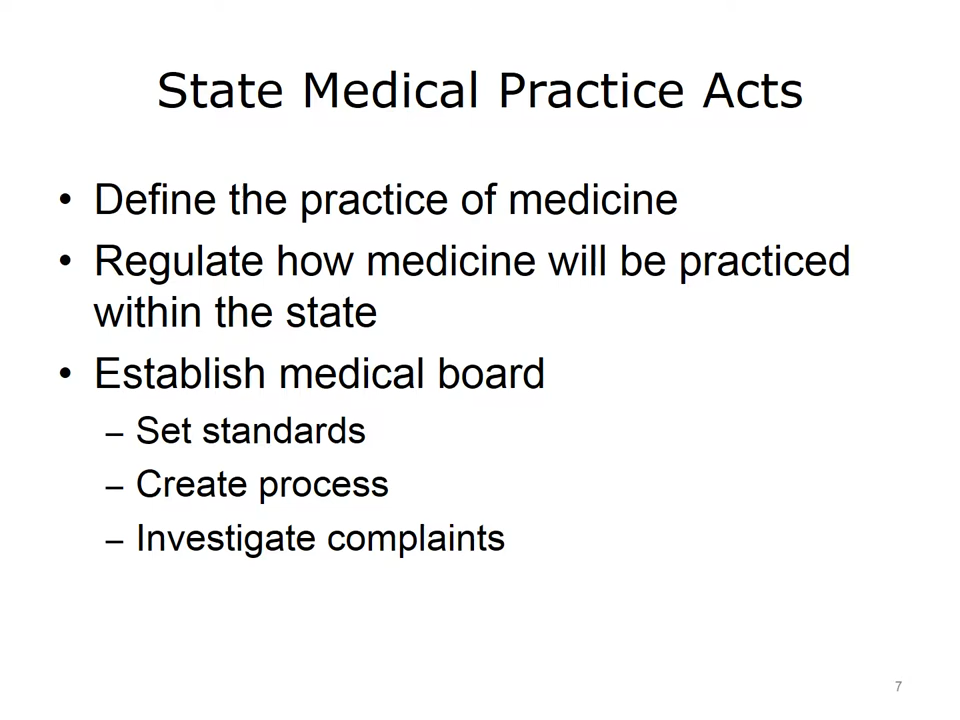 State Medical Practice Acts
• Define the practice of medicine
• Regulate how medicine will be practiced
within the state
• Establish medical board
– Set standards
– Create process
– Investigate complaints
7